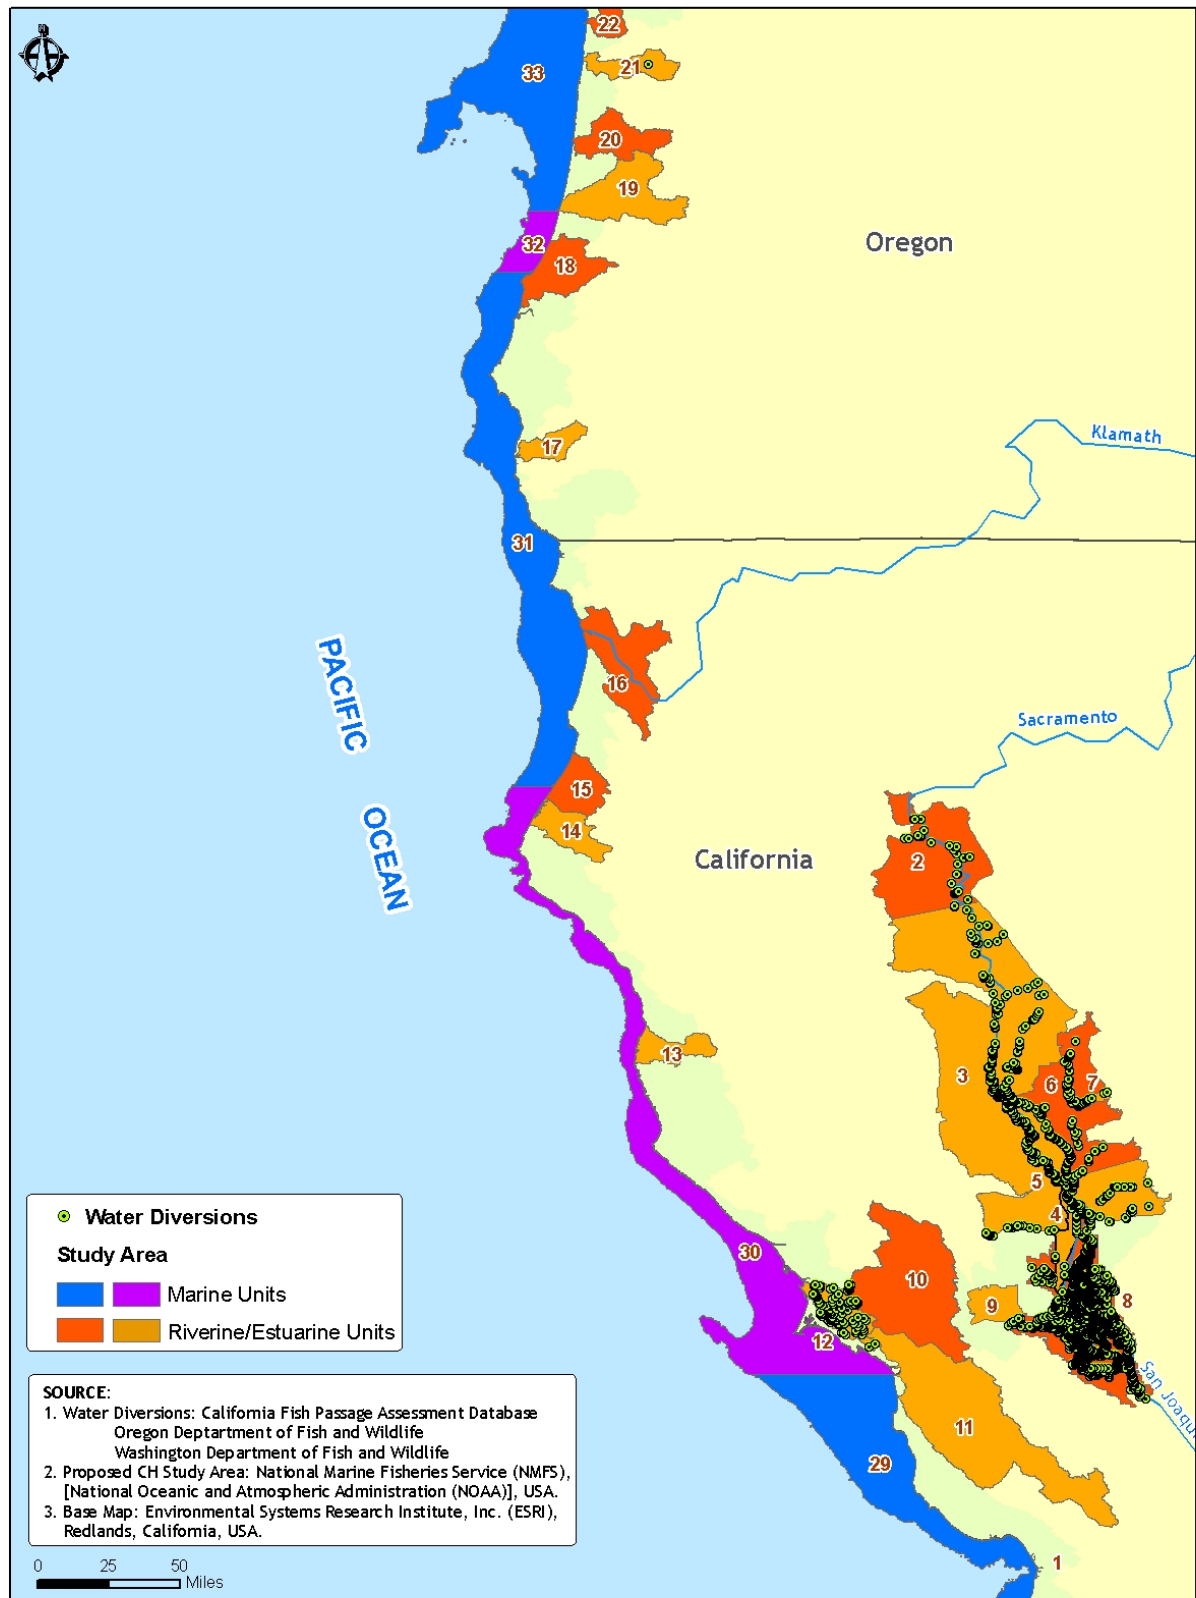 22
33
21
20
19
32
18
Oregon
17
Klamath
31
PACIFIC OCEAN
16
Sacramento
15
14
2
California
13
3
6
7
5
4
30
10
9
8
12
San Joaqu
11
29
1
Water Diversions
Study Area
Marine Units
Riverine/Estuarine Units
SOURCE:
1. Water Diversions: California Fish Passage Assessment Database
Oregon Deptartment of Fish and Wildlife
Washington Department of Fish and Wildlife
2. Proposed CH Study Area: National Marine Fisheries Service (NMFS),
[National Oceanic and Atmospheric Administration (NOAA)], USA.
3. Base Map: Environmental Systems Research Institute, Inc. (ESRI),
Redlands, California, USA.
0 25 50
Miles